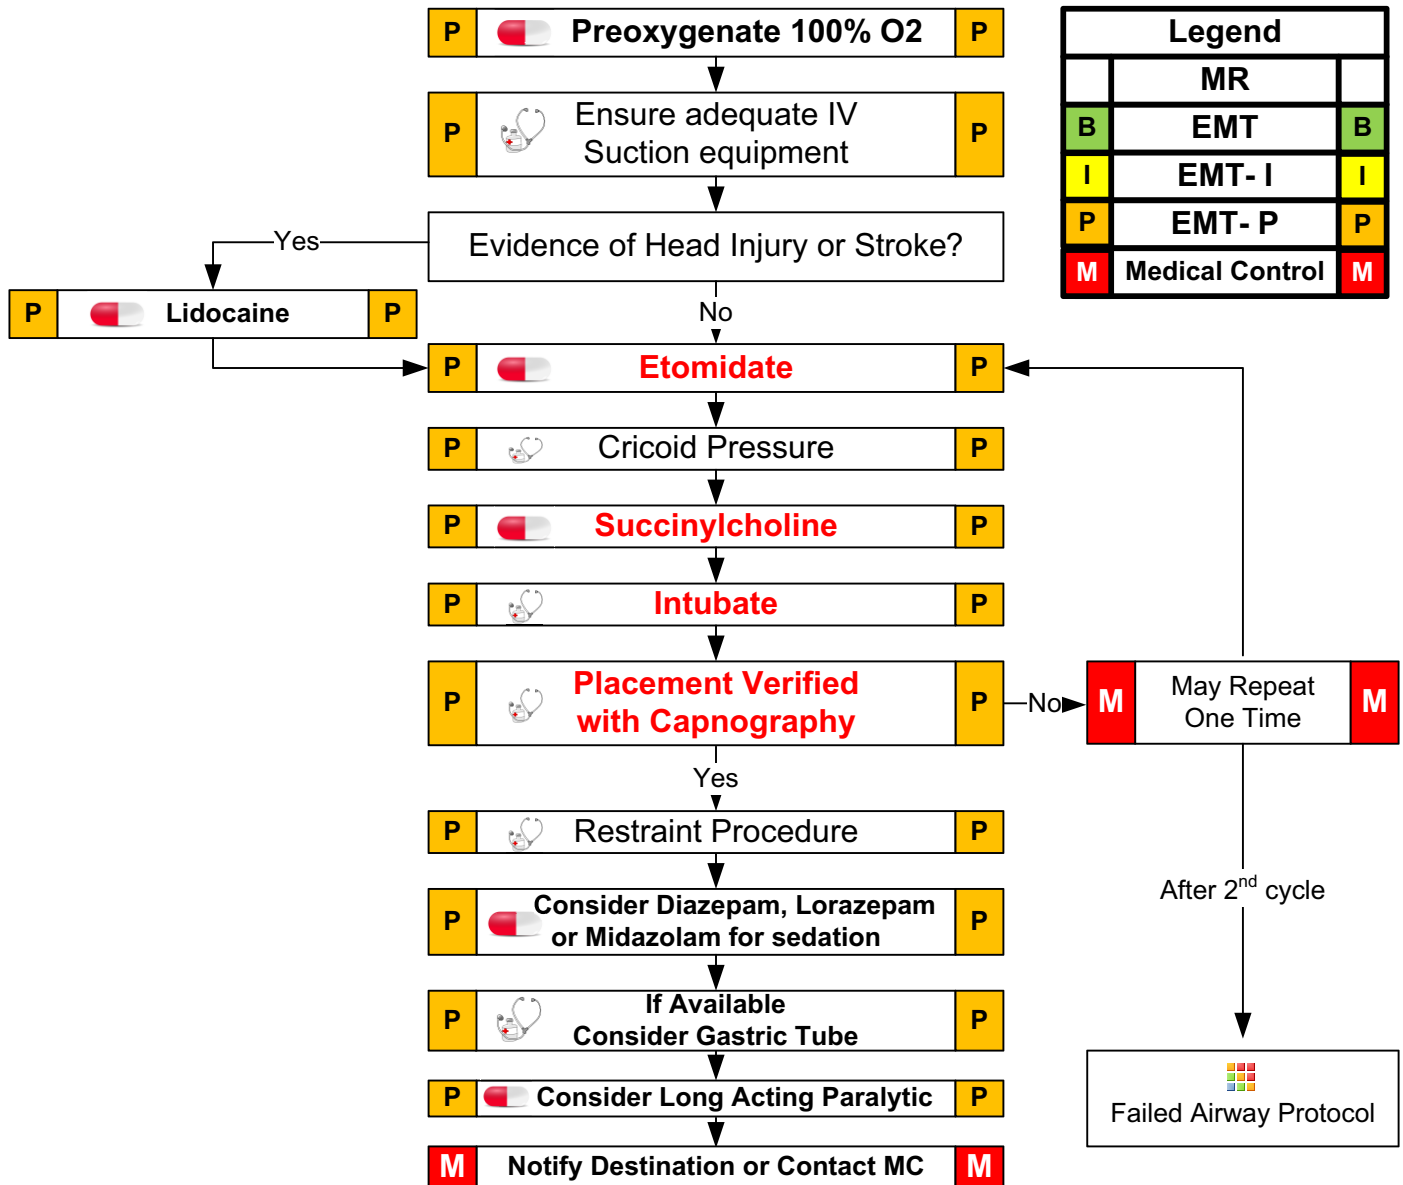 P Preoxygenate 100% O2 P
P Ensure adequate IV P
Suction equipment
Evidence of Head Injury or Stroke?
Yes
P Lidocaine P
No
P Etomidate P
P Cricoid Pressure P
P Succinylcholine P
P Intubate P
P Placement Verified P
with Capnography
No
M May Repeat M
One Time
Yes
P Restraint Procedure P
P Consider Diazepam, Lorazepam P
or Midazolam for sedation
P If Available P
Consider Gastric Tube
P Consider Long Acting Paralytic P
M Notify Destination or Contact MC M
After 2nd cycle
Failed Airway Protocol
Legend
MR
B EMT B
I EMT- I I
P EMT- P P
M Medical Control M